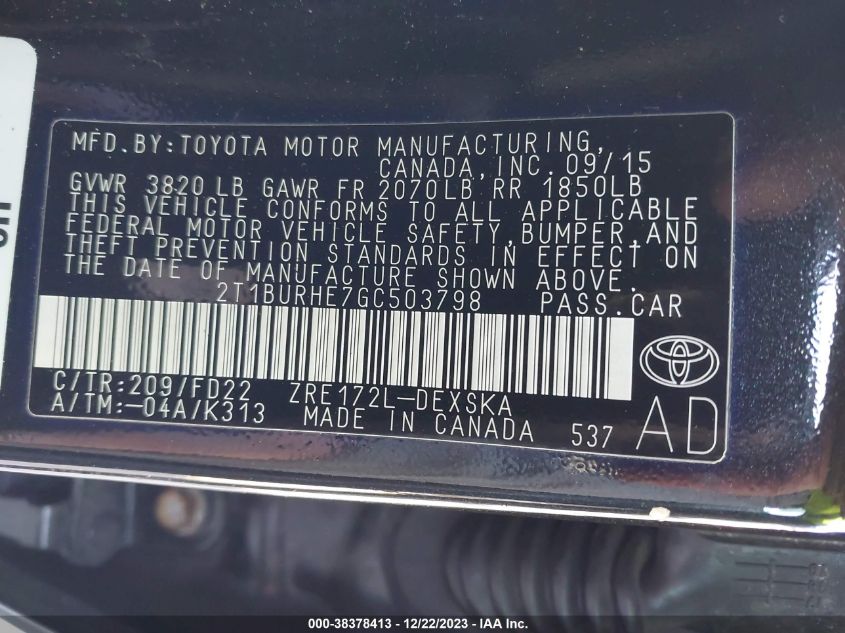 MFD.BY:TOYOTA MOTOR MANUFACTURING,
CANADA,INC. 09/15
GVWR 3820 LB GAWR FR 2070LB RR 1850LB
THIS VEHICLE CONFORMS TO ALL APPLICABLE
FEDERAL MOTOR VEHICLE SAFETY,BUMPER,AND
THEFT PREVENTION STANDARDS IN EFFECT ON
THE DATE OF MANUFACTURE SHOWN ABOVE.
2T1BURHE7GC503798 PASS.CAR
C/TR:209/FD22 ZRE172L-DEXSKA
A/TM:-04A/K313 MADE IN CANADA 537 AD
000-38378413 - 12/22/2023 - IAA Inc.